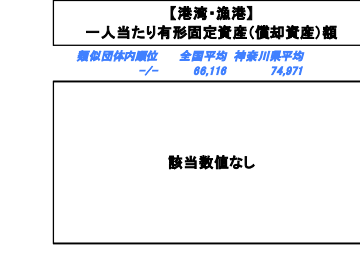 【港湾・漁港】
一人当たり有形固定資産（償却資産）額
類似団体内順位 全国平均 神奈川県平均
-/- 66,116 74,971
該当数値なし